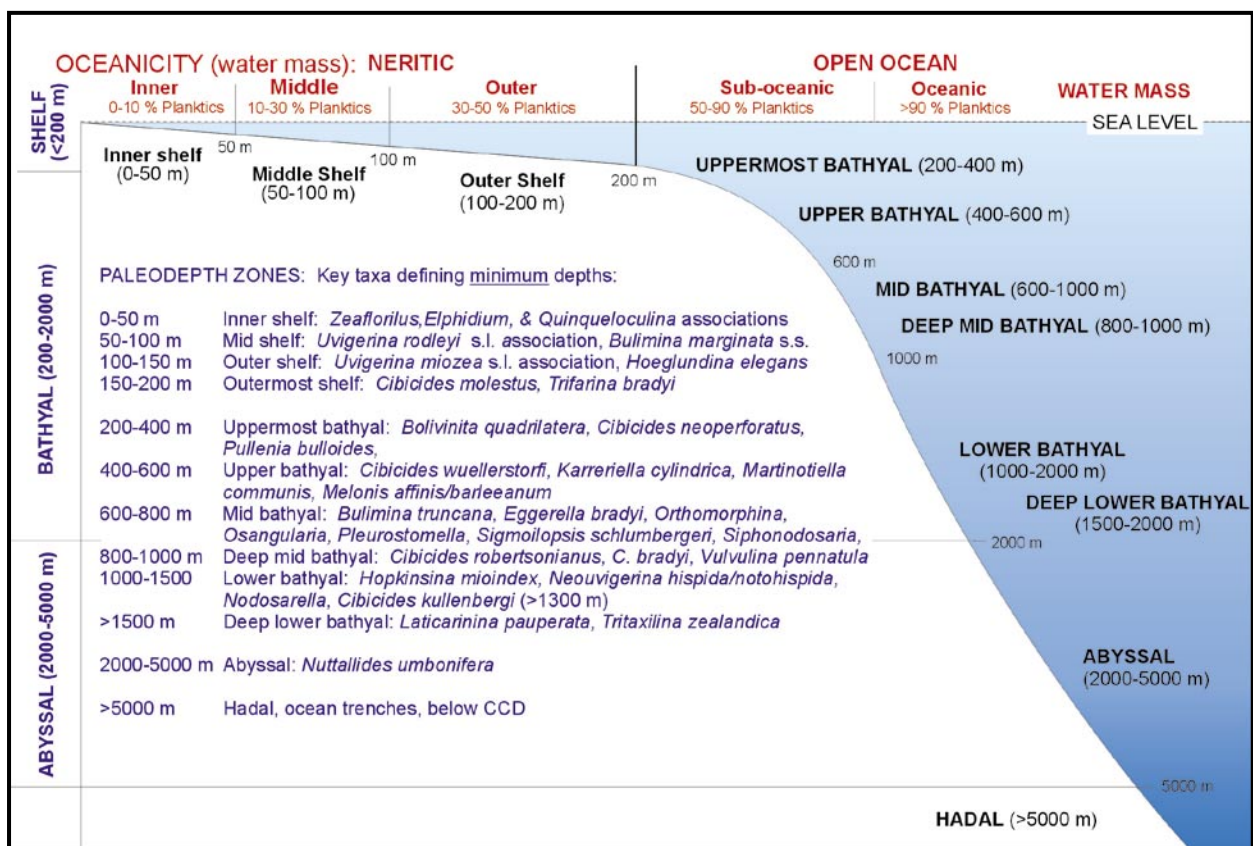 OCEANICITY (water mass): NERITIC
OPEN OCEAN
Inner
Middle
Outer
Sub-oceanic
Oceanic
WATER MASS
0-10 % Planktics
10-30 % Planktics
30-50 % Planktics
50-90 % Planktics
>90 % Planktics
SEA LEVEL
SHELF
(<200 m)
Inner shelf
(0-50 m)
50 m
Middle Shelf
(50-100 m)
100 m
Outer Shelf
(100-200 m)
200 m
UPPERMOST BATHYAL (200-400 m)
UPPER BATHYAL (400-600 m)
600 m
MID BATHYAL (600-1000 m)
DEEP MID BATHYAL (800-1000 m)
1000 m
LOWER BATHYAL
(1000-2000 m)
DEEP LOWER BATHYAL
(1500-2000 m)
2000 m
ABYSSAL
(2000-5000 m)
5000 m
HADAL (>5000 m)
BATHYAL (200-2000 m)
ABYSSAL (2000-5000 m)
PALEODEPTH ZONES: Key taxa defining minimum depths:
0-50 m Inner shelf: Zeaflorilus,Elphidium, & Quinqueloculina associations
50-100 m Mid shelf: Uvigerina rodleyi s.l. association, Bulimina marginata s.s.
100-150 m Outer shelf: Uvigerina miozea s.l. association, Hoeglundina elegans
150-200 m Outermost shelf: Cibicides molestus, Trifarina bradyi
200-400 m Uppermost bathyal: Bolivinita quadrilatera, Cibicides neoperforatus,
Pullenia bulloides,
400-600 m Upper bathyal: Cibicides wuellerstorfi, Karreriella cylindrica, Martinotiella
communis, Melonis affinis/barleeanum
600-800 m Mid bathyal: Bulimina truncana, Eggerella bradyi, Orthomorphina,
Osangularia, Pleurostomella, Sigmoilopsis schlumbergeri, Siphonodosaria,
800-1000 m Deep mid bathyal: Cibicides robertsonianus, C. bradyi, Vulvulina pennatula
1000-1500 Lower bathyal: Hopkinsina mioindex, Neouvigerina hispida/notohispida,
Nodosarella, Cibicides kullenbergi (>1300 m)
>1500 m Deep lower bathyal: Laticarinina pauperata, Tritaxilina zealandica
2000-5000 m Abyssal: Nuttallides umbonifera
>5000 m Hadal, ocean trenches, below CCD